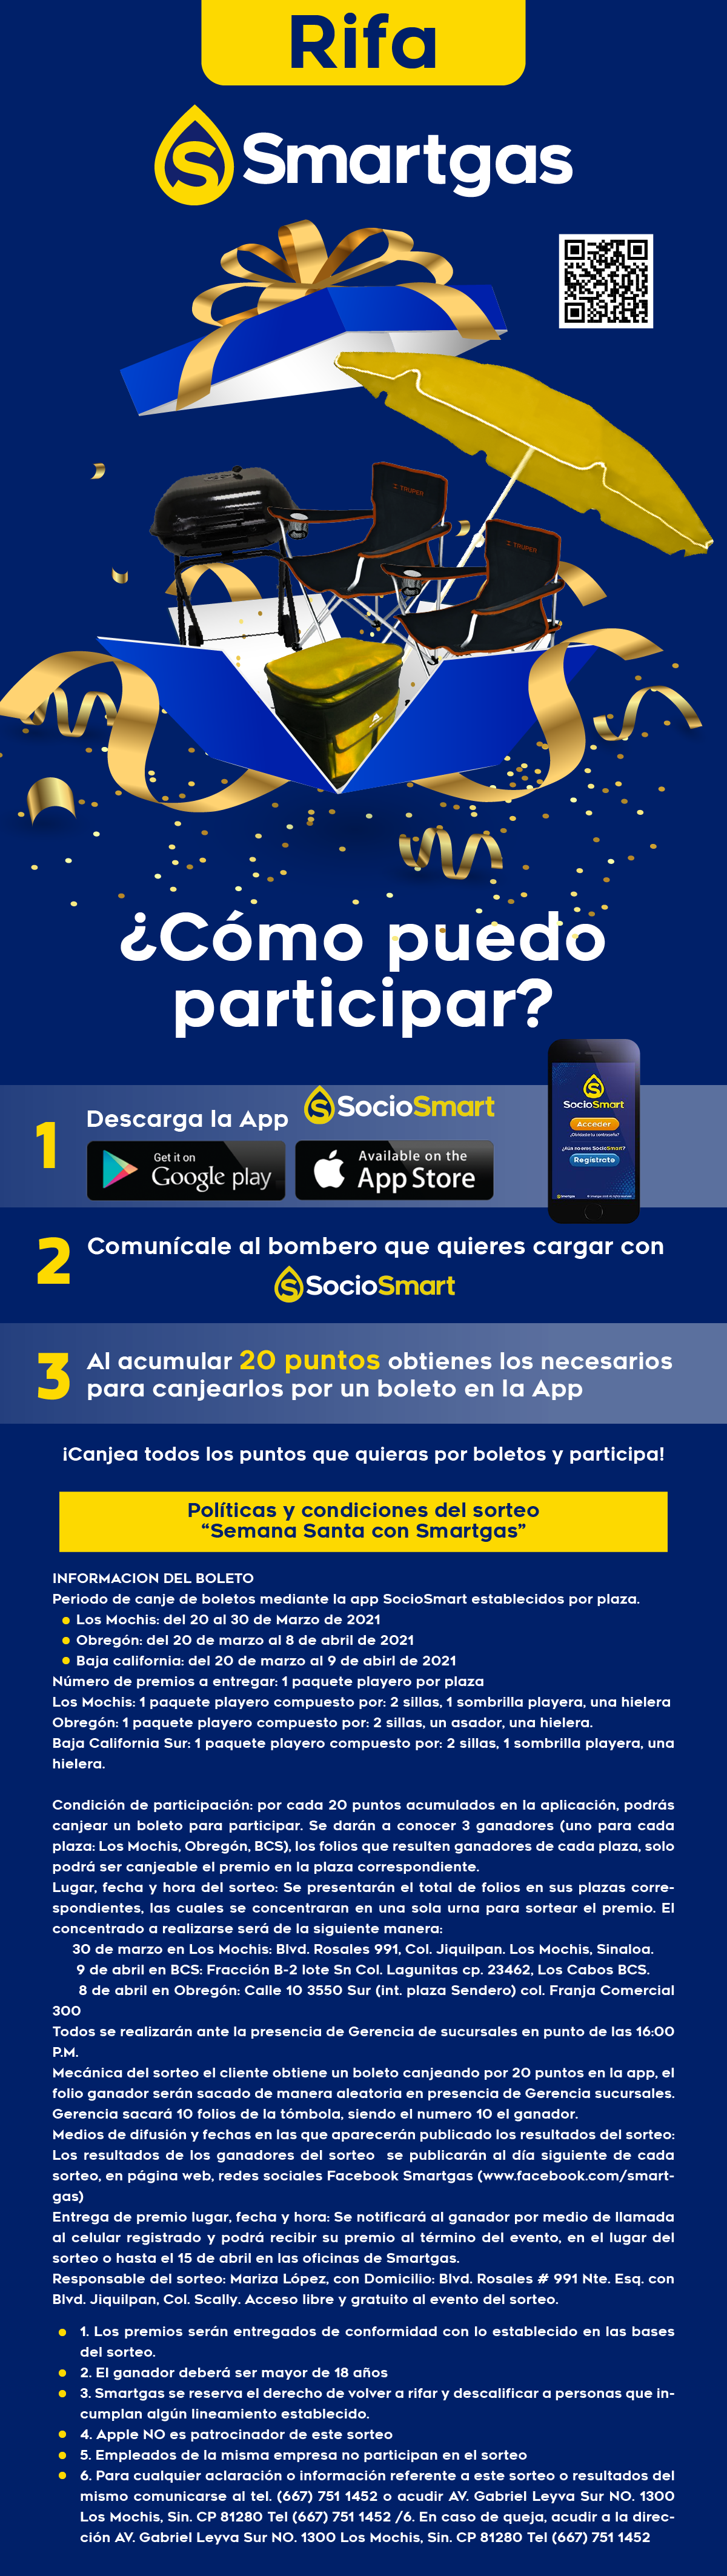 Rifa
Smartgas
TRUPER
TRUPER
¿Cómo puedo
participar?
1
Descarga la App
SocioSmart
Get it on
Google play
Available on the
App Store
SocioSmart
Acceder
¿Olvidaste tu contraseña?
¿Aún no eres SocioSmart?
Regístrate
2
Comunícale al bombero que quieres cargar con
SocioSmart
3
Al acumular 20 puntos obtienes los necesarios
para canjearlos por un boleto en la App
¡Canjea todos los puntos que quieras por boletos y participa!
Políticas y condiciones del sorteo
“Semana Santa con Smartgas”
INFORMACION DEL BOLETO
Periodo de canje de boletos mediante la app SocioSmart establecidos por plaza.
Los Mochis: del 20 al 30 de Marzo de 2021
Obregón: del 20 de marzo al 8 de abril de 2021
Baja california: del 20 de marzo al 9 de abirl de 2021
Número de premios a entregar: 1 paquete playero por plaza
Los Mochis: 1 paquete playero compuesto por: 2 sillas, 1 sombrilla playera, una hielera
Obregón: 1 paquete playero compuesto por: 2 sillas, un asador, una hielera.
Baja California Sur: 1 paquete playero compuesto por: 2 sillas, 1 sombrilla playera, una
hielera.
Condición de participación: por cada 20 puntos acumulados en la aplicación, podrás
canjear un boleto para participar. Se darán a conocer 3 ganadores (uno para cada
plaza: Los Mochis, Obregón, BCS), los folios que resulten ganadores de cada plaza, solo
podrá ser canjeable el premio en la plaza correspondiente.
Lugar, fecha y hora del sorteo: Se presentarán el total de folios en sus plazas corre-
spondientes, las cuales se concentraran en una sola urna para sortear el premio. El
concentrado a realizarse será de la siguiente manera:
30 de marzo en Los Mochis: Blvd. Rosales 991, Col. Jiquilpan. Los Mochis, Sinaloa.
9 de abril en BCS: Fracción B-2 lote Sn Col. Lagunitas cp. 23462, Los Cabos BCS.
8 de abril en Obregón: Calle 10 3550 Sur (int. plaza Sendero) col. Franja Comercial
300
Todos se realizarán ante la presencia de Gerencia de sucursales en punto de las 16:00
P.M.
Mecánica del sorteo el cliente obtiene un boleto canjeando por 20 puntos en la app, el
folio ganador serán sacado de manera aleatoria en presencia de Gerencia sucursales.
Gerencia sacará 10 folios de la tómbola, siendo el numero 10 el ganador.
Medios de difusión y fechas en las que aparecerán publicado los resultados del sorteo:
Los resultados de los ganadores del sorteo se publicarán al día siguiente de cada
sorteo, en página web, redes sociales Facebook Smartgas (www.facebook.com/smart-
gas)
Entrega de premio lugar, fecha y hora: Se notificará al ganador por medio de llamada
al celular registrado y podrá recibir su premio al término del evento, en el lugar del
sorteo o hasta el 15 de abril en las oficinas de Smartgas.
Responsable del sorteo: Mariza López, con Domicilio: Blvd. Rosales # 991 Nte. Esq. con
Blvd. Jiquilpan, Col. Scally. Acceso libre y gratuito al evento del sorteo.
1. Los premios serán entregados de conformidad con lo establecido en las bases
del sorteo.
2. El ganador deberá ser mayor de 18 años
3. Smartgas se reserva el derecho de volver a rifar y descalificar a personas que in-
cumplan algún lineamiento establecido.
4. Apple NO es patrocinador de este sorteo
5. Empleados de la misma empresa no participan en el sorteo
6. Para cualquier aclaración o información referente a este sorteo o resultados del
mismo comunicarse al tel. (667) 751 1452 o acudir AV. Gabriel Leyva Sur NO. 1300
Los Mochis, Sin. CP 81280 Tel (667) 751 1452 /6. En caso de queja, acudir a la direc-
ción AV. Gabriel Leyva Sur NO. 1300 Los Mochis, Sin. CP 81280 Tel (667) 751 1452